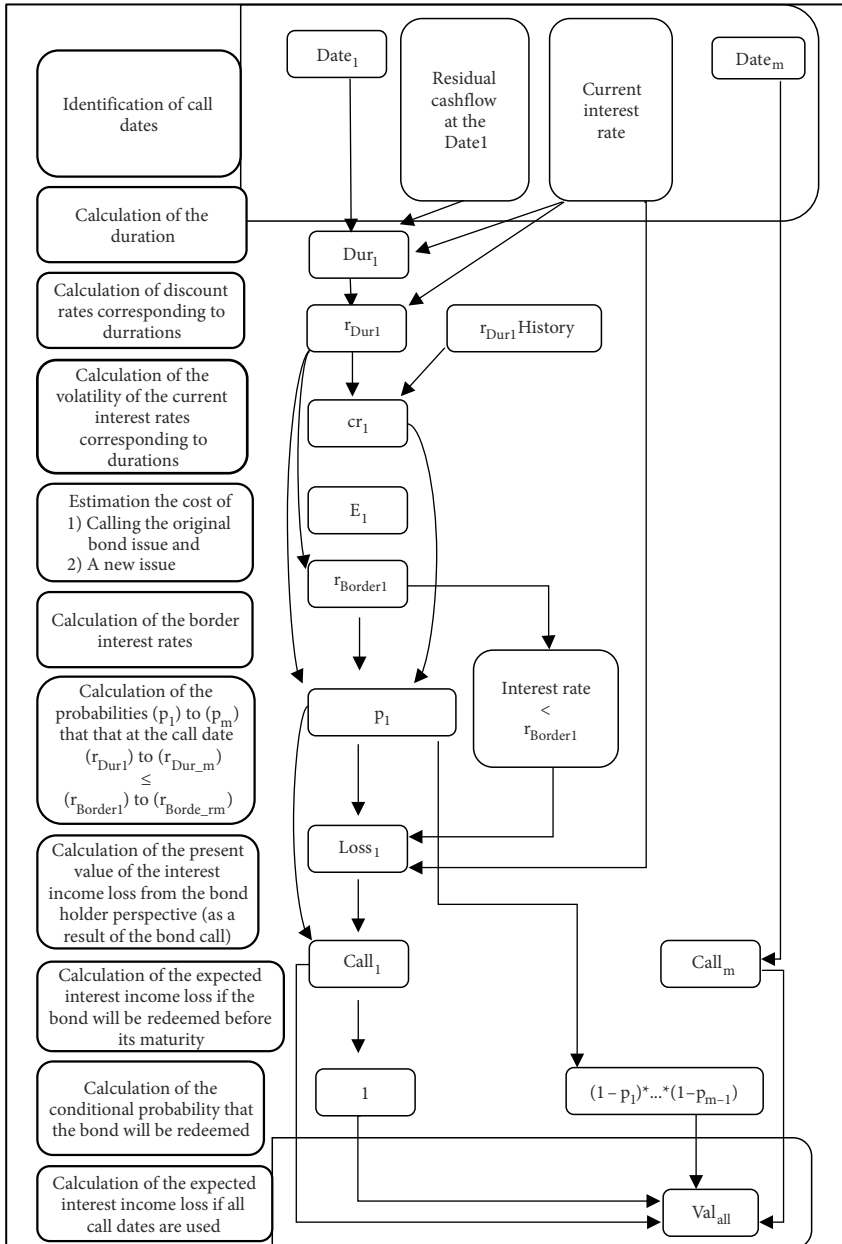 Identification of call
dates
Date1
Residual
cashflow
at the
Date1
Current
interest
rate
Datem
Calculation of the
duration
Dur1
Calculation of discount
rates corresponding to
durrations
rDur1
rDur1History
Calculation of the
volatility of the current
interest rates
corresponding to
durations
cr1
Estimation the cost of
1) Calling the original
bond issue and
2) A new issue
E1
rBorder1
Calculation of the border
interest rates
Interest rate
<
rBorder1
Calculation of the
probabilities (p1) to (pm)
that that at the call date
(rDur1) to (rDur_m)
≤
(rBorder1) to (rBorde_rm)
p1
Calculation of the present
value of the interest
income loss from the bond
holder perspective (as a
result of the bond call)
Loss1
Calculation of the expected
interest income loss if the
bond will be redeemed before
its maturity
Call1
Callm
Calculation of the
conditional probability that
the bond will be redeemed
1
(1 – p1)*...*(1–pm–1)
Calculation of the expected
interest income loss if all
call dates are used
Valall